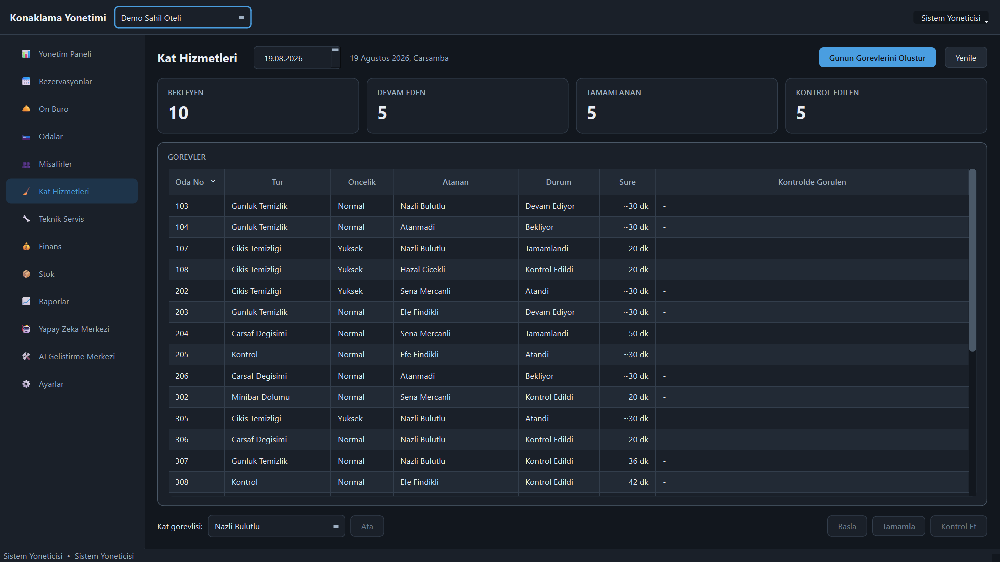 Konaklama Yonetimi
Demo Sahil Oteli
Sistem Yoneticisi
Yonetim Paneli
Rezervasyonlar
On Buro
Odalar
Misafirler
Kat Hizmetleri
Teknik Servis
Finans
Stok
Raporlar
Yapay Zeka Merkezi
AI Gelistirme Merkezi
Ayarlar
Kat Hizmetleri
19.08.2026
19 Agustos 2026, Carsamba
Gunun Gorevlerini Olustur
Yenile
BEKLEYEN
10
DEVAM EDEN
5
TAMAMLANAN
5
KONTROL EDILEN
5
GOREVLER
Oda No Tur Oncelik Atanan Durum Sure Kontrolde Gorulen
103 Gunluk Temizlik Normal Nazli Bulutlu Devam Ediyor ~30 dk -
104 Gunluk Temizlik Normal Atanmadi Bekliyor ~30 dk -
107 Cikis Temizligi Yuksek Nazli Bulutlu Tamamlandi 20 dk -
108 Cikis Temizligi Yuksek Hazal Cicekli Kontrol Edildi 20 dk -
202 Cikis Temizligi Yuksek Sena Mercanli Atandi ~30 dk -
203 Gunluk Temizlik Normal Efe Findikli Devam Ediyor ~30 dk -
204 Carsaf Degisimi Normal Sena Mercanli Tamamlandi 50 dk -
205 Kontrol Normal Efe Findikli Atandi ~30 dk -
206 Carsaf Degisimi Normal Atanmadi Bekliyor ~30 dk -
302 Minibar Dolumu Normal Sena Mercanli Kontrol Edildi 20 dk -
305 Cikis Temizligi Yuksek Nazli Bulutlu Atandi ~30 dk -
306 Carsaf Degisimi Normal Nazli Bulutlu Kontrol Edildi 20 dk -
307 Gunluk Temizlik Normal Nazli Bulutlu Kontrol Edildi 36 dk -
308 Kontrol Normal Efe Findikli Kontrol Edildi 42 dk -
Kat gorevlisi: Nazli Bulutlu Ata Basla Tamamla Kontrol Et
Sistem Yoneticisi • Sistem Yoneticisi